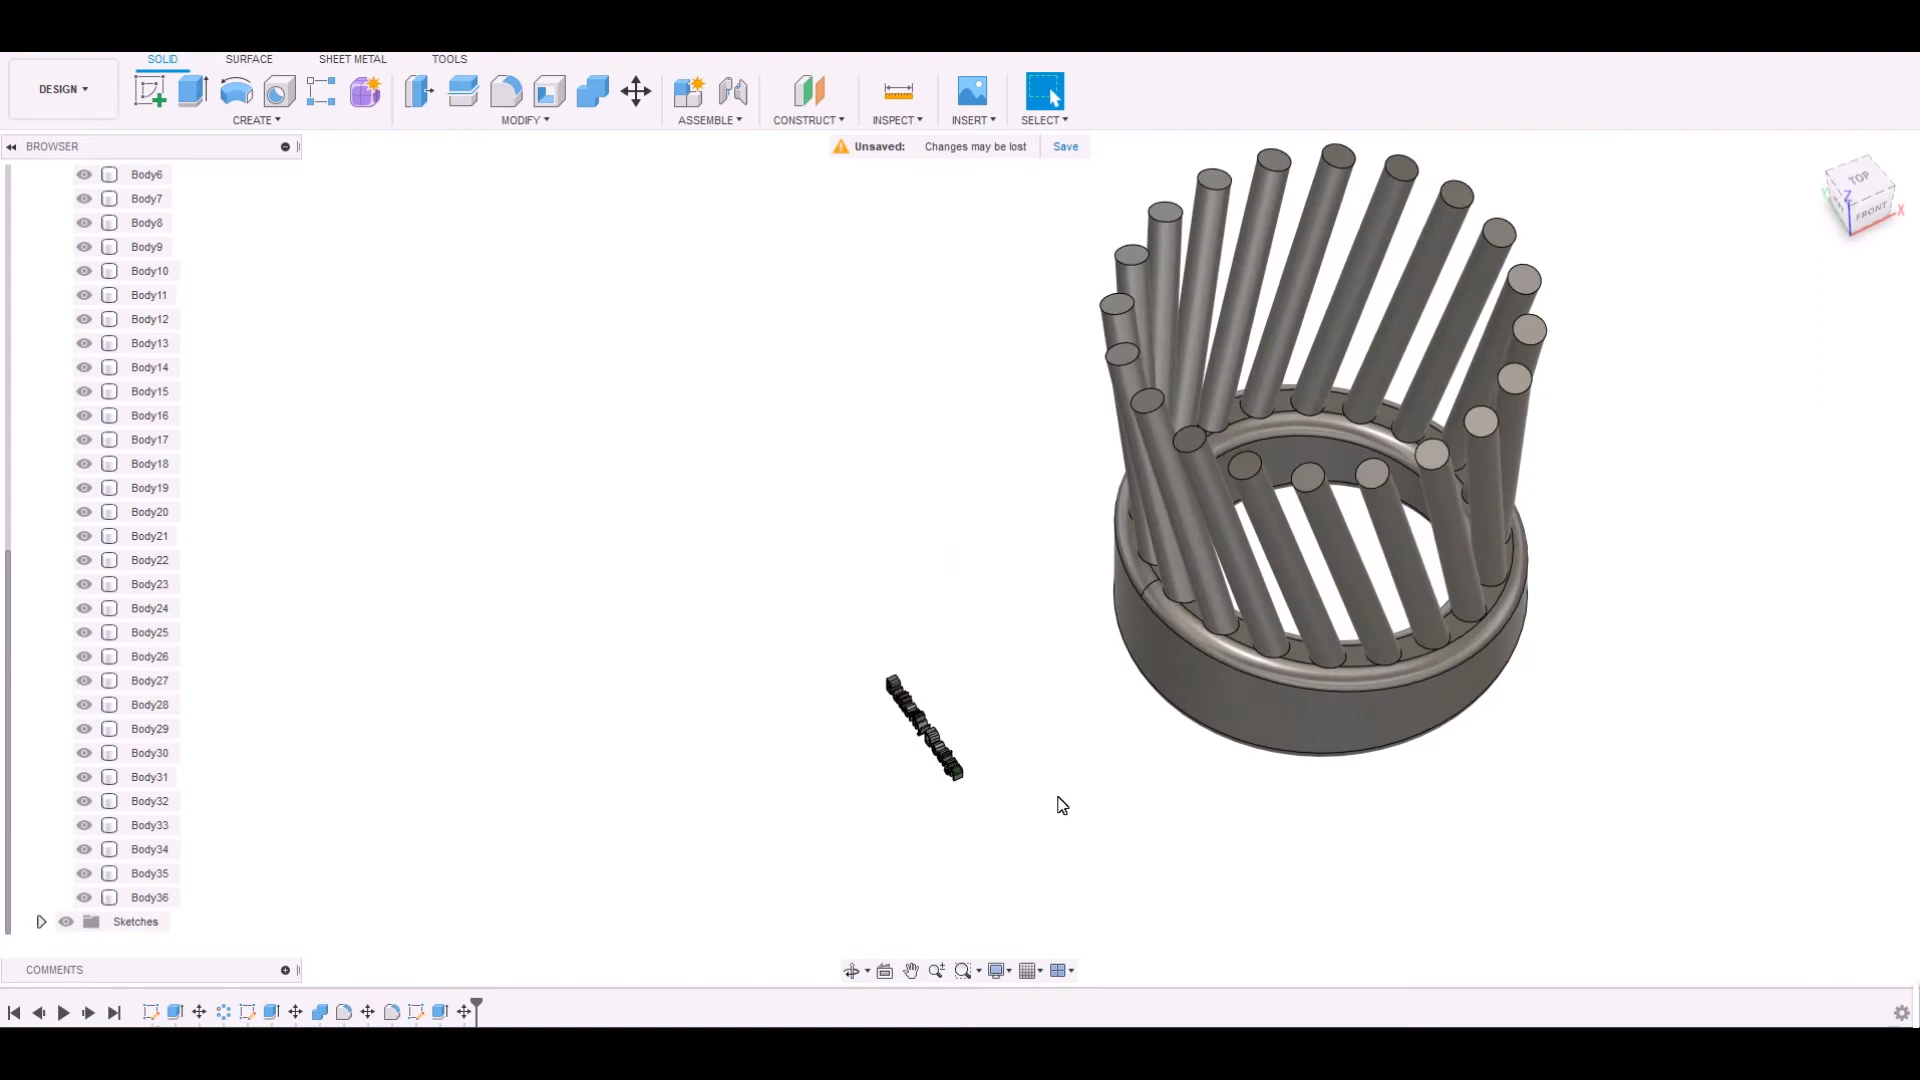 SOLID SURFACE SHEET METAL TOOLS
DESIGN ▾
CREATE ▾ MODIFY ▾ ASSEMBLE ▾ CONSTRUCT ▾ INSPECT ▾ INSERT ▾ SELECT ▾
BROWSER
Unsaved: Changes may be lost Save
TOP
FRONT
Z
X
Body6
Body7
Body8
Body9
Body10
Body11
Body12
Body13
Body14
Body15
Body16
Body17
Body18
Body19
Body20
Body21
Body22
Body23
Body24
Body25
Body26
Body27
Body28
Body29
Body30
Body31
Body32
Body33
Body34
Body35
Body36
Sketches
COMMENTS